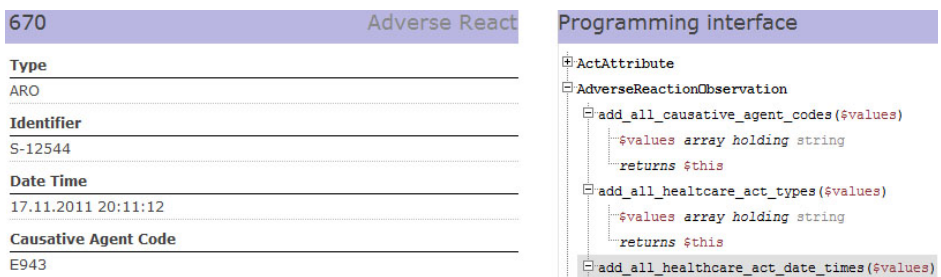 670 Adverse React
Type
ARO
Identifier
S-12544
Date Time
17.11.2011 20:11:12
Causative Agent Code
E943
Programming interface
ActAttribute
AdverseReactionObservation
add_all_causative_agent_codes($values)
$values array holding string
returns $this
add_all_healtcare_act_types($values)
$values array holding string
returns $this
add_all_healthcare_act_date_times($values)